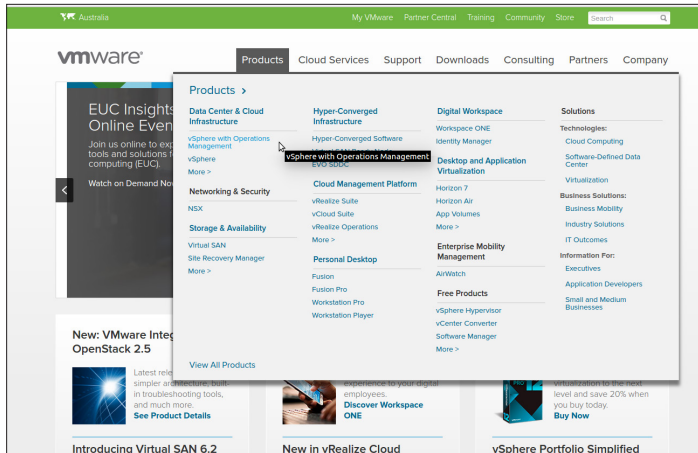 Australia
My VMware Partner Central Training Community Store Search
vmware®
Products Cloud Services Support Downloads Consulting Partners Company
EUC Insights
Online Even
Join us online to exp
tools and solutions f
computing (EUC).
Watch on Demand No
Products >
Data Center & Cloud
Infrastructure
vSphere with Operations
Management
vSphere
More >
Networking & Security
NSX
Storage & Availability
Virtual SAN
Site Recovery Manager
More >
Hyper-Converged
Infrastructure
Hyper-Converged Software
vSphere with Operations Management
EVO SDDC
Cloud Management Platform
vRealize Suite
vCloud Suite
vRealize Operations
More >
Personal Desktop
Fusion
Fusion Pro
Workstation Pro
Workstation Player
Digital Workspace
Workspace ONE
Identity Manager
Desktop and Application
Virtualization
Horizon 7
Horizon Air
App Volumes
More >
Enterprise Mobility
Management
AirWatch
Free Products
vSphere Hypervisor
vCenter Converter
Software Manager
More >
Solutions
Technologies:
Cloud Computing
Software-Defined Data
Center
Virtualization
Business Solutions:
Business Mobility
Industry Solutions
IT Outcomes
Information For:
Executives
Application Developers
Small and Medium
Businesses
View All Products
New: VMware Integ
OpenStack 2.5
Latest rele
simpler architecture, built-
in troubleshooting tools,
and much more.
See Product Details
experience to your digital
employees.
Discover Workspace
ONE
PRO
virtualization to the next
level and save 20% when
you buy today.
Buy Now
Introducing Virtual SAN 6.2
New in vRealize Cloud
vSphere Portfolio Simplified